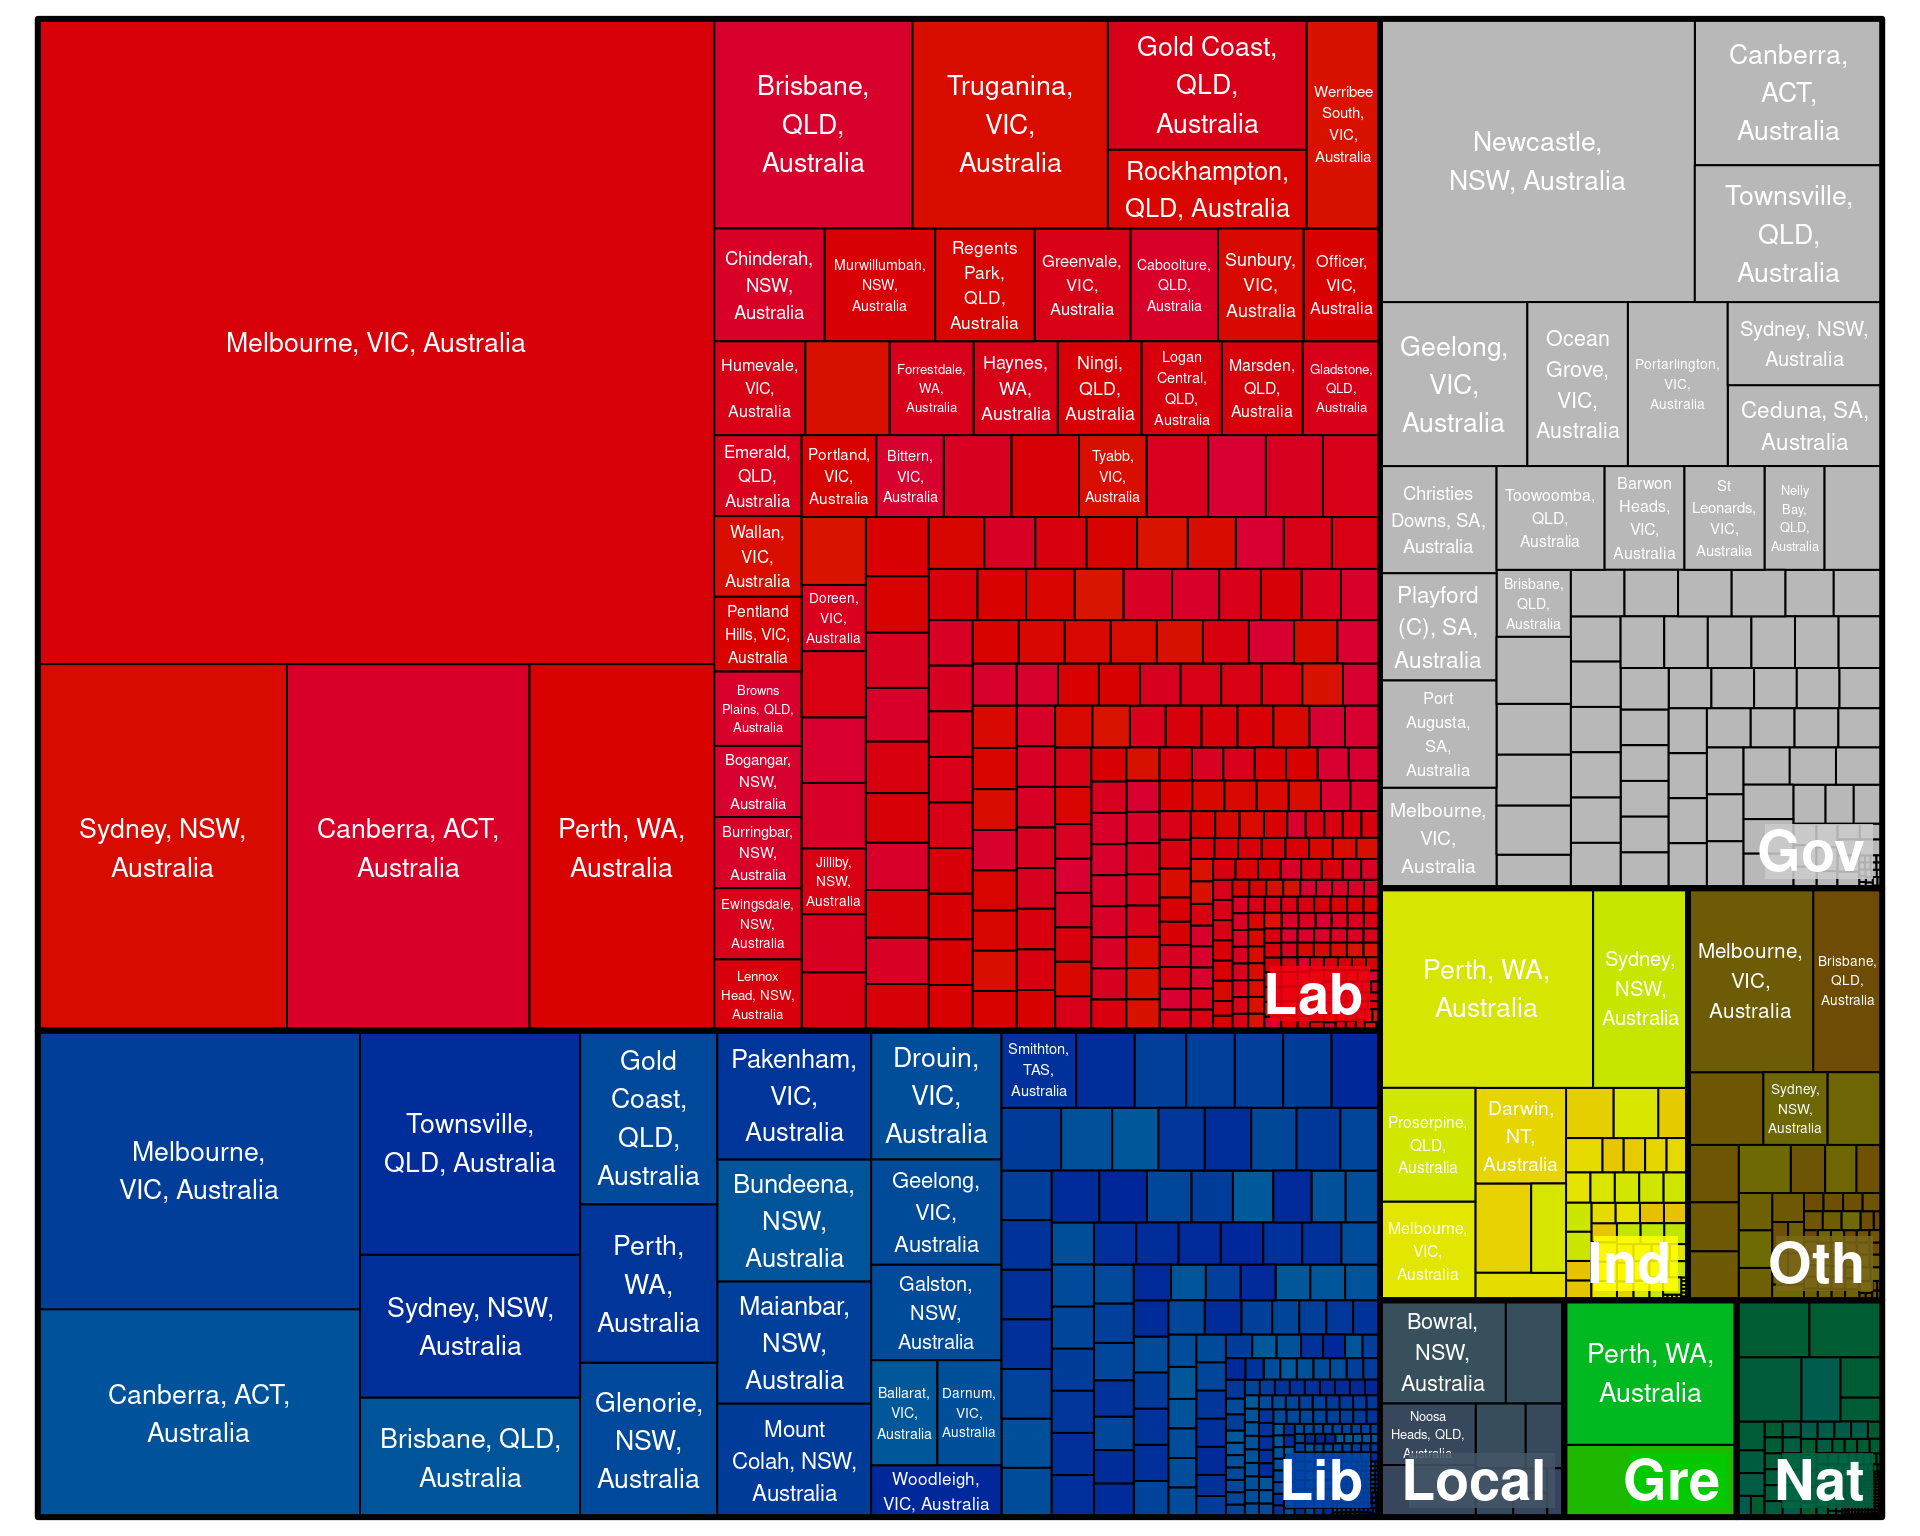 Melbourne, VIC, Australia
Sydney, NSW,
Australia
Canberra, ACT,
Australia
Perth, WA,
Australia
Brisbane,
QLD,
Australia
Truganina,
VIC,
Australia
Gold Coast,
QLD,
Australia
Rockhampton,
QLD, Australia
Werribee
South,
VIC,
Australia
Chinderah,
NSW,
Australia
Murwillumbah,
NSW,
Australia
Regents
Park,
QLD,
Australia
Greenvale,
VIC,
Australia
Caboolture,
QLD,
Australia
Sunbury,
VIC,
Australia
Officer,
VIC,
Australia
Humevale,
VIC,
Australia
Forrestdale,
WA,
Australia
Haynes,
WA,
Australia
Ningi,
QLD,
Australia
Logan
Central,
QLD,
Australia
Marsden,
QLD,
Australia
Gladstone,
QLD,
Australia
Emerald,
QLD,
Australia
Portland,
VIC,
Australia
Bittern,
VIC,
Australia
Tyabb,
VIC,
Australia
Wallan,
VIC,
Australia
Pentland
Hills, VIC,
Australia
Doreen,
VIC,
Australia
Browns
Plains, QLD,
Australia
Bogangar,
NSW,
Australia
Burringbar,
NSW,
Australia
Jilliby,
NSW,
Australia
Ewingsdale,
NSW,
Australia
Lennox
Head, NSW,
Australia
Lab
Newcastle,
NSW, Australia
Canberra,
ACT,
Australia
Townsville,
QLD,
Australia
Geelong,
VIC,
Australia
Ocean
Grove,
VIC,
Australia
Portarlington,
VIC,
Australia
Sydney, NSW,
Australia
Ceduna, SA,
Australia
Christies
Downs, SA,
Australia
Toowoomba,
QLD,
Australia
Barwon
Heads,
VIC,
Australia
St
Leonards,
VIC,
Australia
Nelly
Bay,
QLD,
Australia
Playford
(C), SA,
Australia
Brisbane,
QLD,
Australia
Port
Augusta,
SA,
Australia
Melbourne,
VIC,
Australia
Gov
Melbourne,
VIC, Australia
Canberra, ACT,
Australia
Townsville,
QLD, Australia
Sydney, NSW,
Australia
Brisbane, QLD,
Australia
Gold
Coast,
QLD,
Australia
Perth,
WA,
Australia
Glenorie,
NSW,
Australia
Pakenham,
VIC,
Australia
Bundeena,
NSW,
Australia
Maianbar,
NSW,
Australia
Mount
Colah, NSW,
Australia
Drouin,
VIC,
Australia
Geelong,
VIC,
Australia
Galston,
NSW,
Australia
Ballarat,
VIC,
Australia
Darnum,
VIC,
Australia
Woodleigh,
VIC, Australia
Smithton,
TAS,
Australia
Lib
Perth, WA,
Australia
Sydney,
NSW,
Australia
Proserpine,
QLD,
Australia
Darwin,
NT,
Australia
Melbourne,
VIC,
Australia
Ind
Melbourne,
VIC,
Australia
Brisbane,
QLD,
Australia
Sydney,
NSW,
Australia
Oth
Bowral,
NSW,
Australia
Noosa
Heads, QLD,
Australia
Local
Perth, WA,
Australia
Gre
Nat